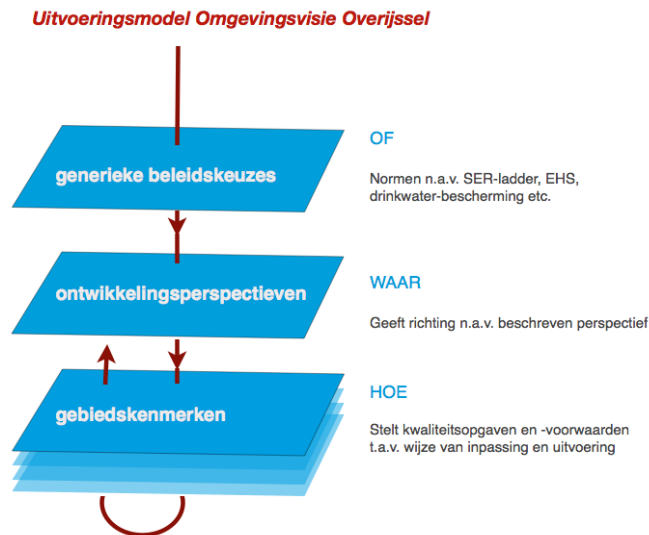 Uitvoeringsmodel Omgevingsvisie Overijssel
generieke beleidskeuzes
OF
Normen n.a.v. SER-ladder, EHS,
drinkwater-bescherming etc.
ontwikkelingsperspectieven
WAAR
Geeft richting n.a.v. beschreven perspectief
gebiedskenmerken
HOE
Stelt kwaliteitsopgaven en -voorwaarden
t.a.v. wijze van inpassing en uitvoering